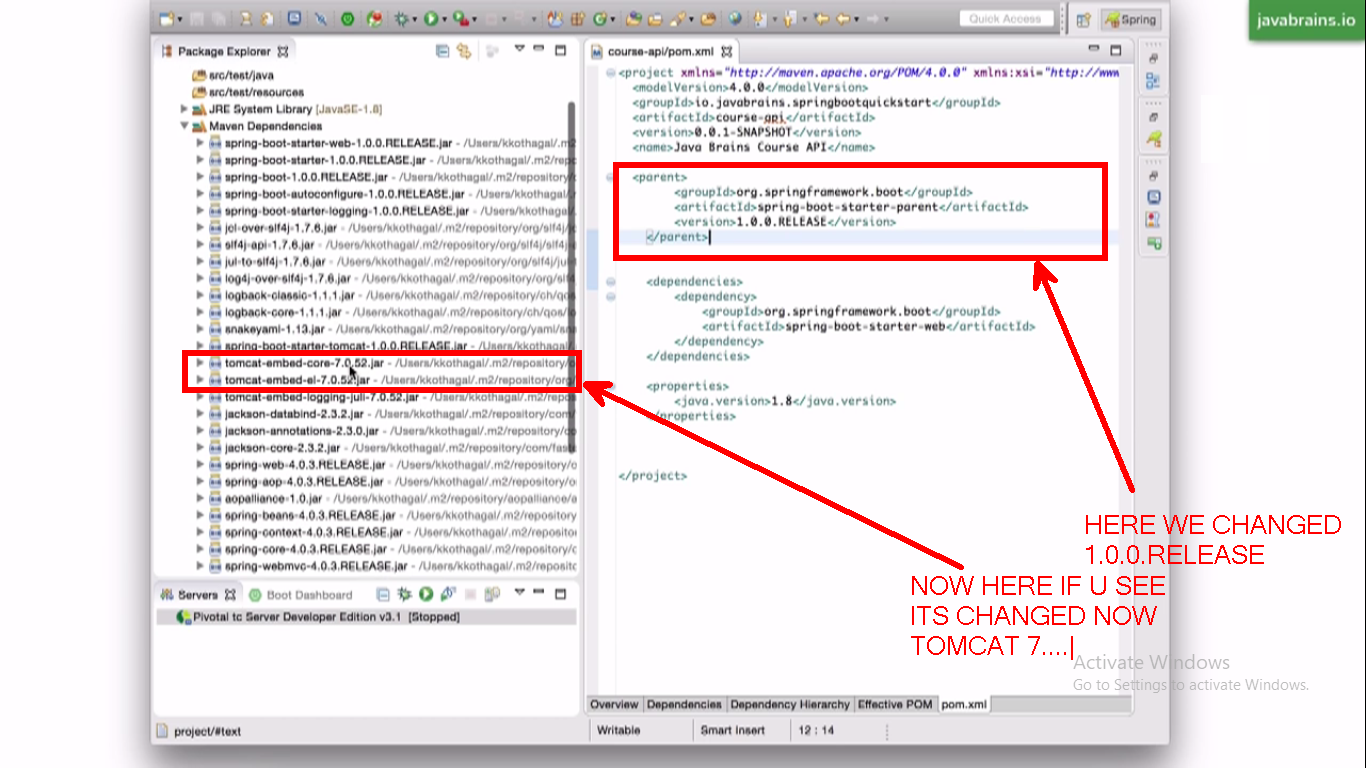 Quick Access
Spring
javabrains.io
Package Explorer
src/test/java
src/test/resources
JRE System Library [JavaSE-1.8]
Maven Dependencies
spring-boot-starter-web-1.0.0.RELEASE.jar - /Users/kkothagal/.m2
spring-boot-starter-1.0.0.RELEASE.jar - /Users/kkothagal/.m2/repo
spring-boot-1.0.0.RELEASE.jar - /Users/kkothagal/.m2/repository/
spring-boot-autoconfigure-1.0.0.RELEASE.jar - /Users/kkothagal/
spring-boot-starter-logging-1.0.0.RELEASE.jar - /Users/kkothagal
jcl-over-slf4j-1.7.6.jar - /Users/kkothagal/.m2/repository/org/slf4j/
slf4j-api-1.7.6.jar - /Users/kkothagal/.m2/repository/org/slf4j/slf4j-
jul-to-slf4j-1.7.6.jar - /Users/kkothagal/.m2/repository/org/slf4j/jul
log4j-over-slf4j-1.7.6.jar - /Users/kkothagal/.m2/repository/org/slf4
logback-classic-1.1.1.jar - /Users/kkothagal/.m2/repository/ch/qos
logback-core-1.1.1.jar - /Users/kkothagal/.m2/repository/ch/qos/lo
snakeyaml-1.13.jar - /Users/kkothagal/.m2/repository/org/yaml/sna
spring-boot-starter-tomcat-1.0.0.RELEASE.jar - /Users/kkothagal/
tomcat-embed-core-7.0.52.jar - /Users/kkothagal/.m2/repository/
tomcat-embed-el-7.0.52.jar - /Users/kkothagal/.m2/repository/org
tomcat-embed-logging-juli-7.0.52.jar - /Users/kkothagal/.m2/repo
jackson-databind-2.3.2.jar - /Users/kkothagal/.m2/repository/com/
jackson-annotations-2.3.0.jar - /Users/kkothagal/.m2/repository/co
jackson-core-2.3.2.jar - /Users/kkothagal/.m2/repository/com/faste
spring-web-4.0.3.RELEASE.jar - /Users/kkothagal/.m2/repository/o
spring-aop-4.0.3.RELEASE.jar - /Users/kkothagal/.m2/repository/o
aopalliance-1.0.jar - /Users/kkothagal/.m2/repository/aopalliance/a
spring-beans-4.0.3.RELEASE.jar - /Users/kkothagal/.m2/repository
spring-context-4.0.3.RELEASE.jar - /Users/kkothagal/.m2/repositor
spring-core-4.0.3.RELEASE.jar - /Users/kkothagal/.m2/repository/c
spring-webmvc-4.0.3.RELEASE.jar - /Users/kkothagal/.m2/reposit
Servers
Boot Dashboard
Pivotal tc Server Developer Edition v3.1 [Stopped]
course-api/pom.xml
<project xmlns="http://maven.apache.org/POM/4.0.0" xmlns:xsi="http://www
<modelVersion>4.0.0</modelVersion>
<groupId>io.javabrains.springbootquickstart</groupId>
<artifactId>course-api</artifactId>
<version>0.0.1-SNAPSHOT</version>
<name>Java Brains Course API</name>
<parent>
<groupId>org.springframework.boot</groupId>
<artifactId>spring-boot-starter-parent</artifactId>
<version>1.0.0.RELEASE</version>
</parent>
<dependencies>
<dependency>
<groupId>org.springframework.boot</groupId>
<artifactId>spring-boot-starter-web</artifactId>
</dependency>
</dependencies>
<properties>
<java.version>1.8</java.version>
</properties>
</project>
HERE WE CHANGED
1.0.0.RELEASE
NOW HERE IF U SEE
ITS CHANGED NOW
TOMCAT 7....
Activate Windows
Go to Settings to activate Windows.
Overview Dependencies Dependency Hierarchy Effective POM pom.xml
project/#text
Writable
Smart Insert
12 : 14